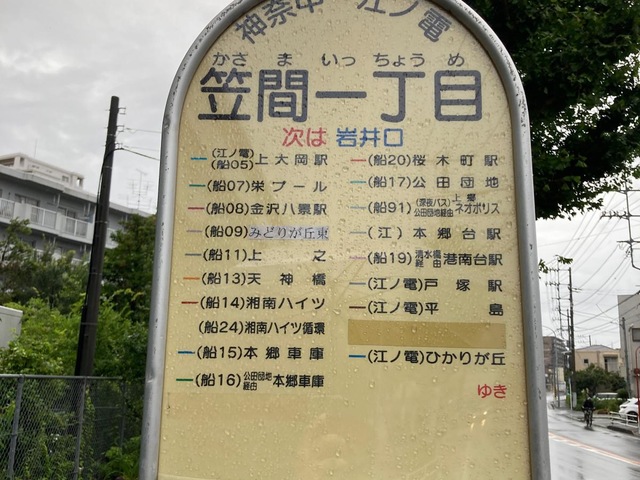 神奈中 江ノ電
かさ ま いっ ちょう め
笠間一丁目
次は 岩井口
(江ノ電)
(船05)上大岡駅
(船07)栄プール
(船08)金沢八景駅
(船09)みどりが丘東
(船11)上之
(船13)天神橋
(船14)湘南ハイツ
(船24)湘南ハイツ循環
(船15)本郷車庫
(船16)公田団地経由本郷車庫
(船20)桜木町駅
(船17)公田団地
(船91)(深夜バス)公田団地経由上郷ネオポリス
(江)本郷台駅
(船19)清水橋経由港南台駅
(江ノ電)戸塚駅
(江ノ電)平島
(江ノ電)ひかりが丘
ゆき